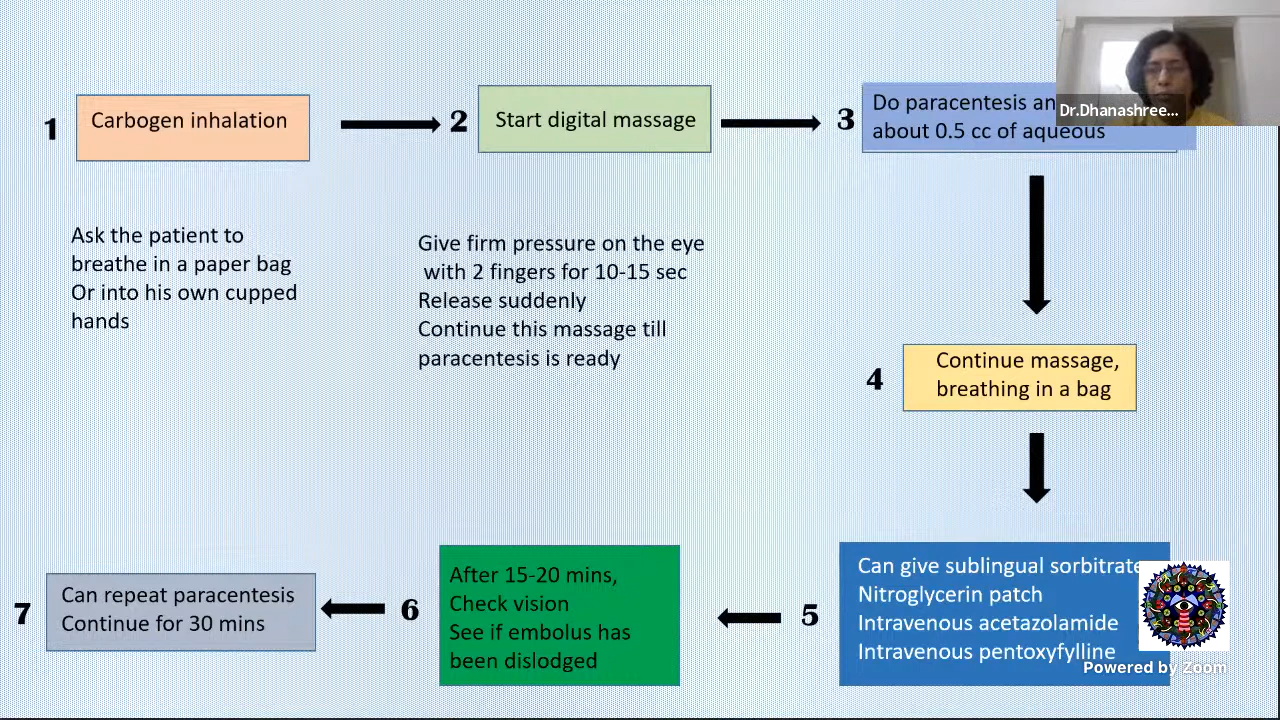 1
Carbogen inhalation
Ask the patient to
breathe in a paper bag
Or into his own cupped
hands
2
Start digital massage
Give firm pressure on the eye
with 2 fingers for 10-15 sec
Release suddenly
Continue this massage till
paracentesis is ready
3
Do paracentesis
about 0.5 cc of aqueous
Dr.Dhanashree...
4
Continue massage,
breathing in a bag
5
Can give sublingual sorbitrate
Nitroglycerin patch
Intravenous acetazolamide
Intravenous pentoxyfylline
6
After 15-20 mins,
Check vision
See if embolus has
been dislodged
7
Can repeat paracentesis
Continue for 30 mins
Powered by Zoom